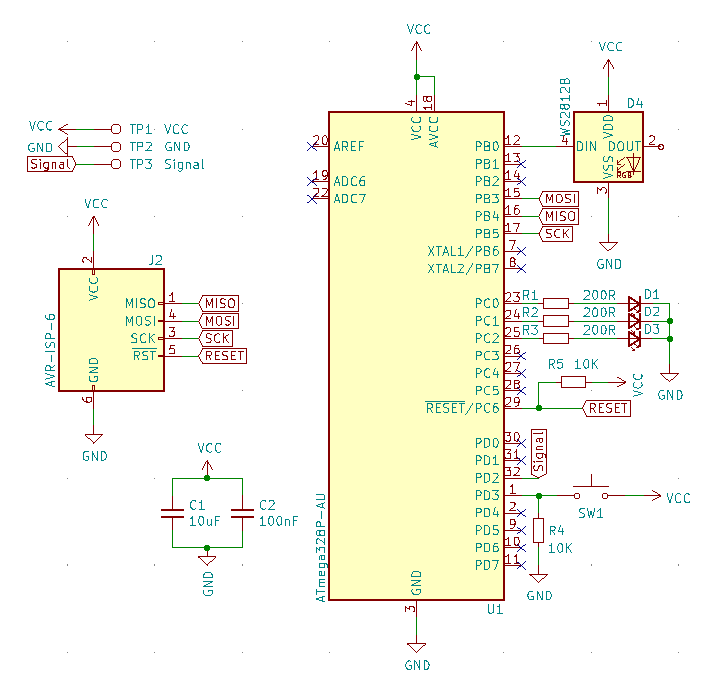 VCC
VCC
VCC TP1 VCC
GND TP2 GND
Signal TP3 Signal
VCC
2
J2
VCC
AVR-ISP-6
MISO 1 MISO
MOSI 4 MOSI
SCK 3 SCK
RST 5 RESET
GND
6
GND
VCC
C1
10uF
C2
100nF
GND
4
18
VCC
AVCC
20 AREF
19 ADC6
22 ADC7
PB0 12
PB1 13
PB2 14
PB3 15 MOSI
PB4 16 MISO
PB5 17 SCK
XTAL1/PB6 7
XTAL2/PB7 8
PC0 23 R1 200R D1
PC1 24 R2 200R D2
PC2 25 R3 200R D3
PC3 26
PC4 27
PC5 28
RESET/PC6 29 RESET
PD0 30
PD1 31
PD2 32
PD3 1
PD4 2
PD5 9
PD6 10
PD7 11
ATmega328P-AU
GND
3
U1
GND
WS2812B
D4
1
VDD
4 DIN DOUT 2
VSS
RGB
3
GND
GND
R5 10K
VCC
Signal
SW1
VCC
R4
10K
GND